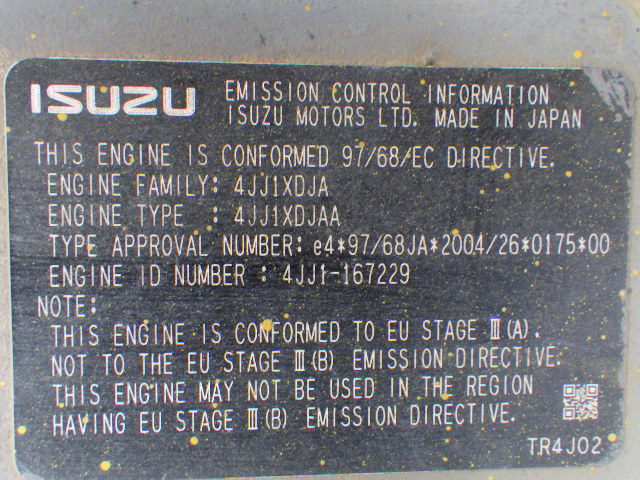 ISUZU EMISSION CONTROL INFORMATION
ISUZU MOTORS LTD. MADE IN JAPAN
THIS ENGINE IS CONFORMED 97/68/EC DIRECTIVE.
ENGINE FAMILY: 4JJ1XDJA
ENGINE TYPE : 4JJ1XDJAA
TYPE APPROVAL NUMBER: e4*97/68JA*2004/26*0175*00
ENGINE ID NUMBER : 4JJ1-167229
NOTE:
THIS ENGINE IS CONFORMED TO EU STAGE Ⅲ(A).
NOT TO THE EU STAGE Ⅲ(B) EMISSION DIRECTIVE.
THIS ENGINE MAY NOT BE USED IN THE REGION
HAVING EU STAGE Ⅲ(B) EMISSION DIRECTIVE.
TR4J02